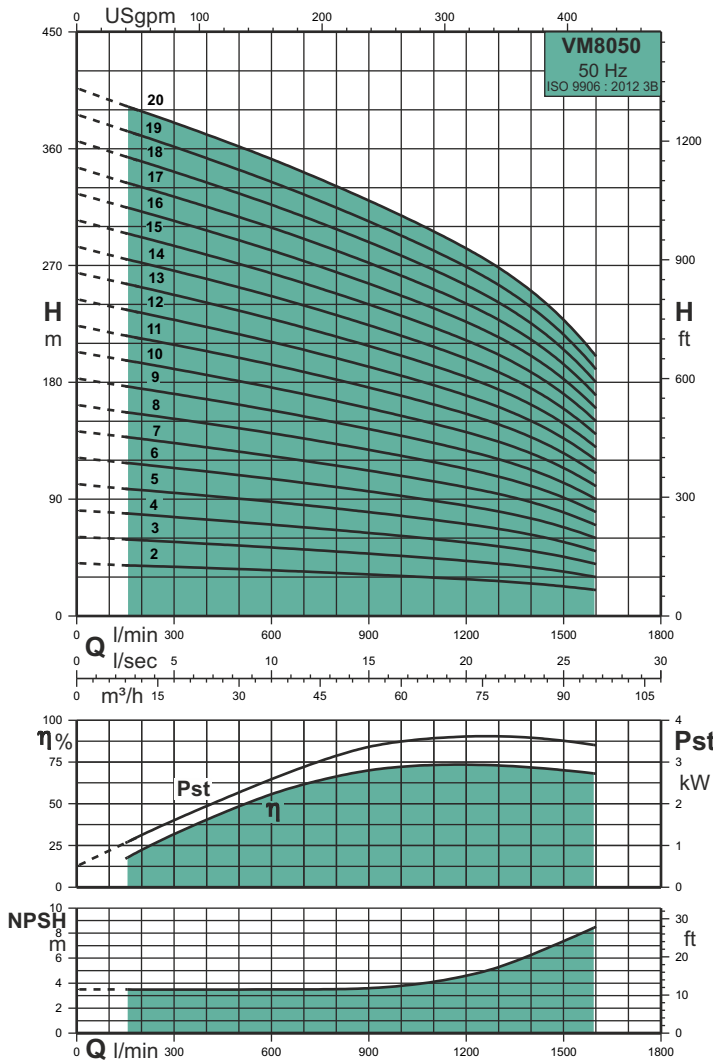 USgpm
0 80 160 240 320 400
VM8050
50 Hz
ISO 9906 : 2012 3B
450
360
270
180
90
0
H
m
1200
900
600
300
0
H
ft
20
19
18
17
16
15
14
13
12
11
10
9
8
7
6
5
4
3
2
Q l/min
0 300 600 900 1200 1500 1800
l/sec
0 5 10 15 20 25 30
m³/h
0 15 30 45 60 75 90 105
η%
100
75
50
25
0
Pst
η
4
3
2
1
0
Pst
kW
NPSH
m
10
8
6
4
2
0
30
20
10
0
ft
Q l/min
0 300 600 900 1200 1500 1800